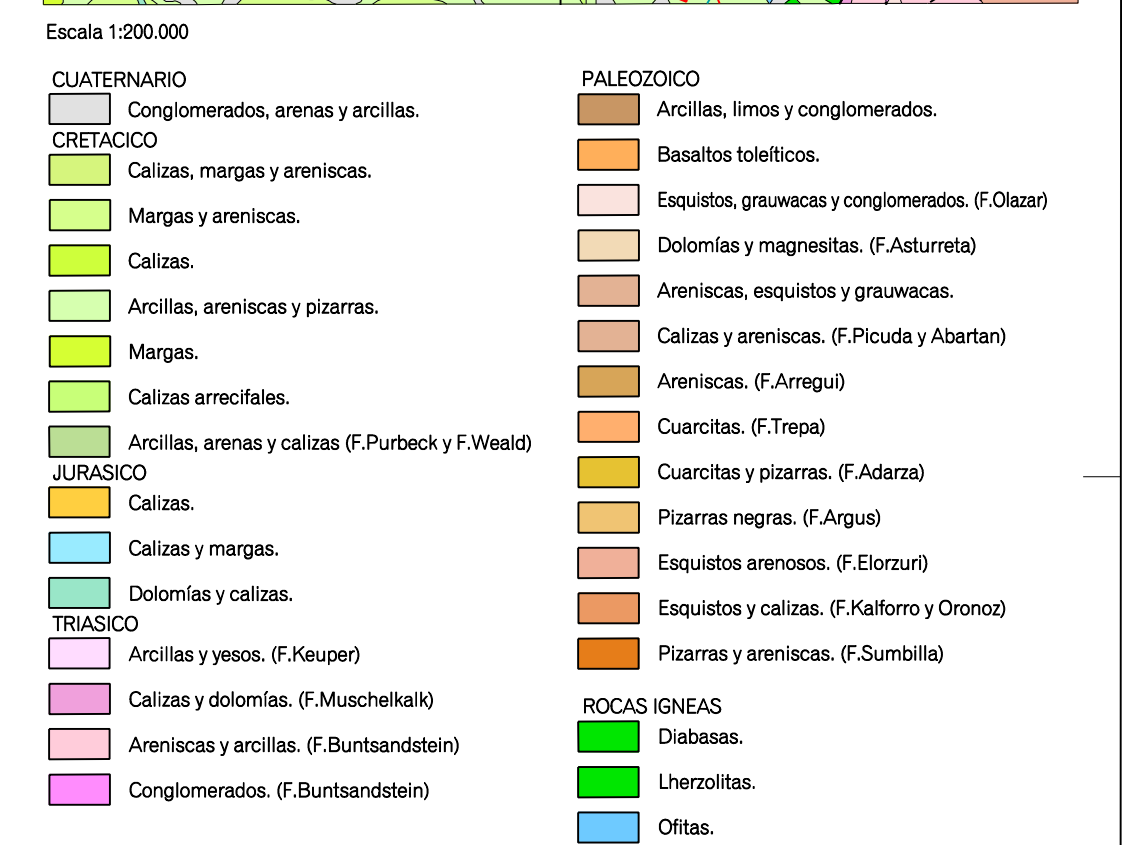 Escala 1:200.000
CUATERNARIO
Conglomerados, arenas y arcillas.
CRETACICO
Calizas, margas y areniscas.
Margas y areniscas.
Calizas.
Arcillas, areniscas y pizarras.
Margas.
Calizas arrecifales.
Arcillas, arenas y calizas (F.Purbeck y F.Weald)
JURASICO
Calizas.
Calizas y margas.
Dolomías y calizas.
TRIASICO
Arcillas y yesos. (F.Keuper)
Calizas y dolomías. (F.Muschelkalk)
Areniscas y arcillas. (F.Buntsandstein)
Conglomerados. (F.Buntsandstein)
PALEOZOICO
Arcillas, limos y conglomerados.
Basaltos toleíticos.
Esquistos, grauwacas y conglomerados. (F.Olazar)
Dolomías y magnesitas. (F.Asturreta)
Areniscas, esquistos y grauwacas.
Calizas y areniscas. (F.Picuda y Abartan)
Areniscas. (F.Arregui)
Cuarcitas. (F.Trepa)
Cuarcitas y pizarras. (F.Adarza)
Pizarras negras. (F.Argus)
Esquistos arenosos. (F.Elorzuri)
Esquistos y calizas. (F.Kalforro y Oronoz)
Pizarras y areniscas. (F.Sumbilla)
ROCAS IGNEAS
Diabasas.
Lherzolitas.
Ofitas.